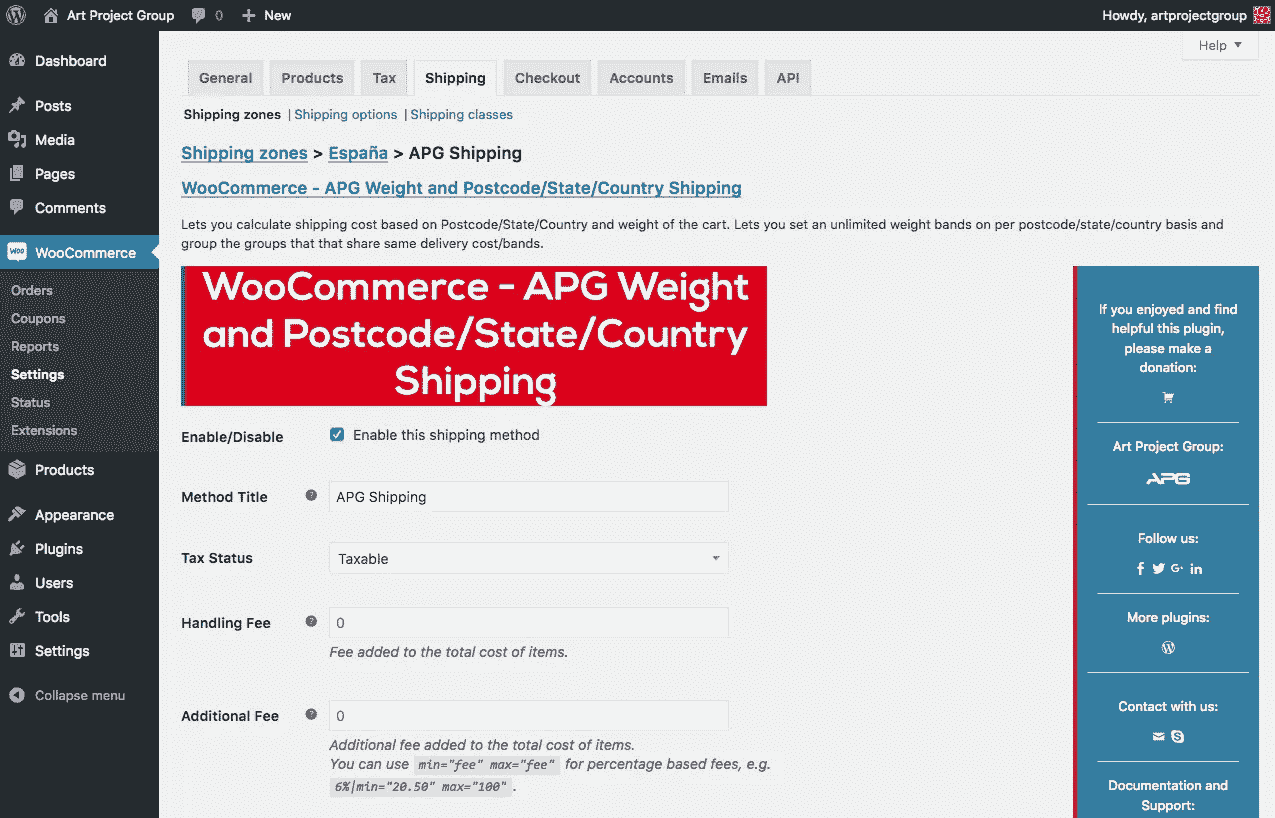 Art Project Group 0 New Howdy, artprojectgroup
Help
Dashboard
Posts
Media
Pages
Comments
WooCommerce
Orders
Coupons
Reports
Settings
Status
Extensions
Products
Appearance
Plugins
Users
Tools
Settings
Collapse menu
General Products Tax Shipping Checkout Accounts Emails API
Shipping zones | Shipping options | Shipping classes
Shipping zones > España > APG Shipping
WooCommerce - APG Weight and Postcode/State/Country Shipping
Lets you calculate shipping cost based on Postcode/State/Country and weight of the cart. Lets you set an unlimited weight bands on per postcode/state/country basis and
group the groups that that share same delivery cost/bands.
WooCommerce - APG Weight
and Postcode/State/Country
Shipping
Enable/Disable Enable this shipping method
Method Title ? APG Shipping
Tax Status Taxable
Handling Fee ? 0
Fee added to the total cost of items.
Additional Fee ? 0
Additional fee added to the total cost of items.
You can use min="fee" max="fee" for percentage based fees, e.g.
6%|min="20.50" max="100".
If you enjoyed and find
helpful this plugin,
please make a
donation:
Art Project Group:
APG
Follow us:
More plugins:
Contact with us:
Documentation and
Support: